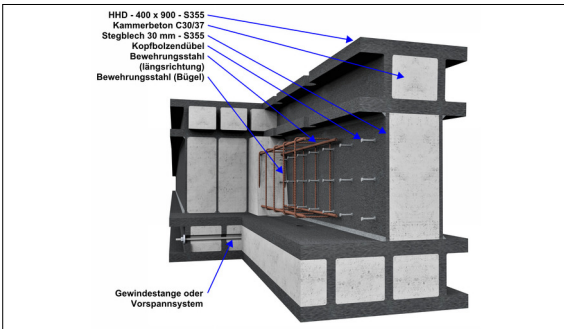 HHD - 400 x 900 - S355
Kammerbeton C30/37
Stegblech 30 mm - S355
Kopfbolzendübel
Bewehrungsstahl
(längsrichtung)
Bewehrungsstahl (Bügel)
Gewindestange oder
Vorspannsystem